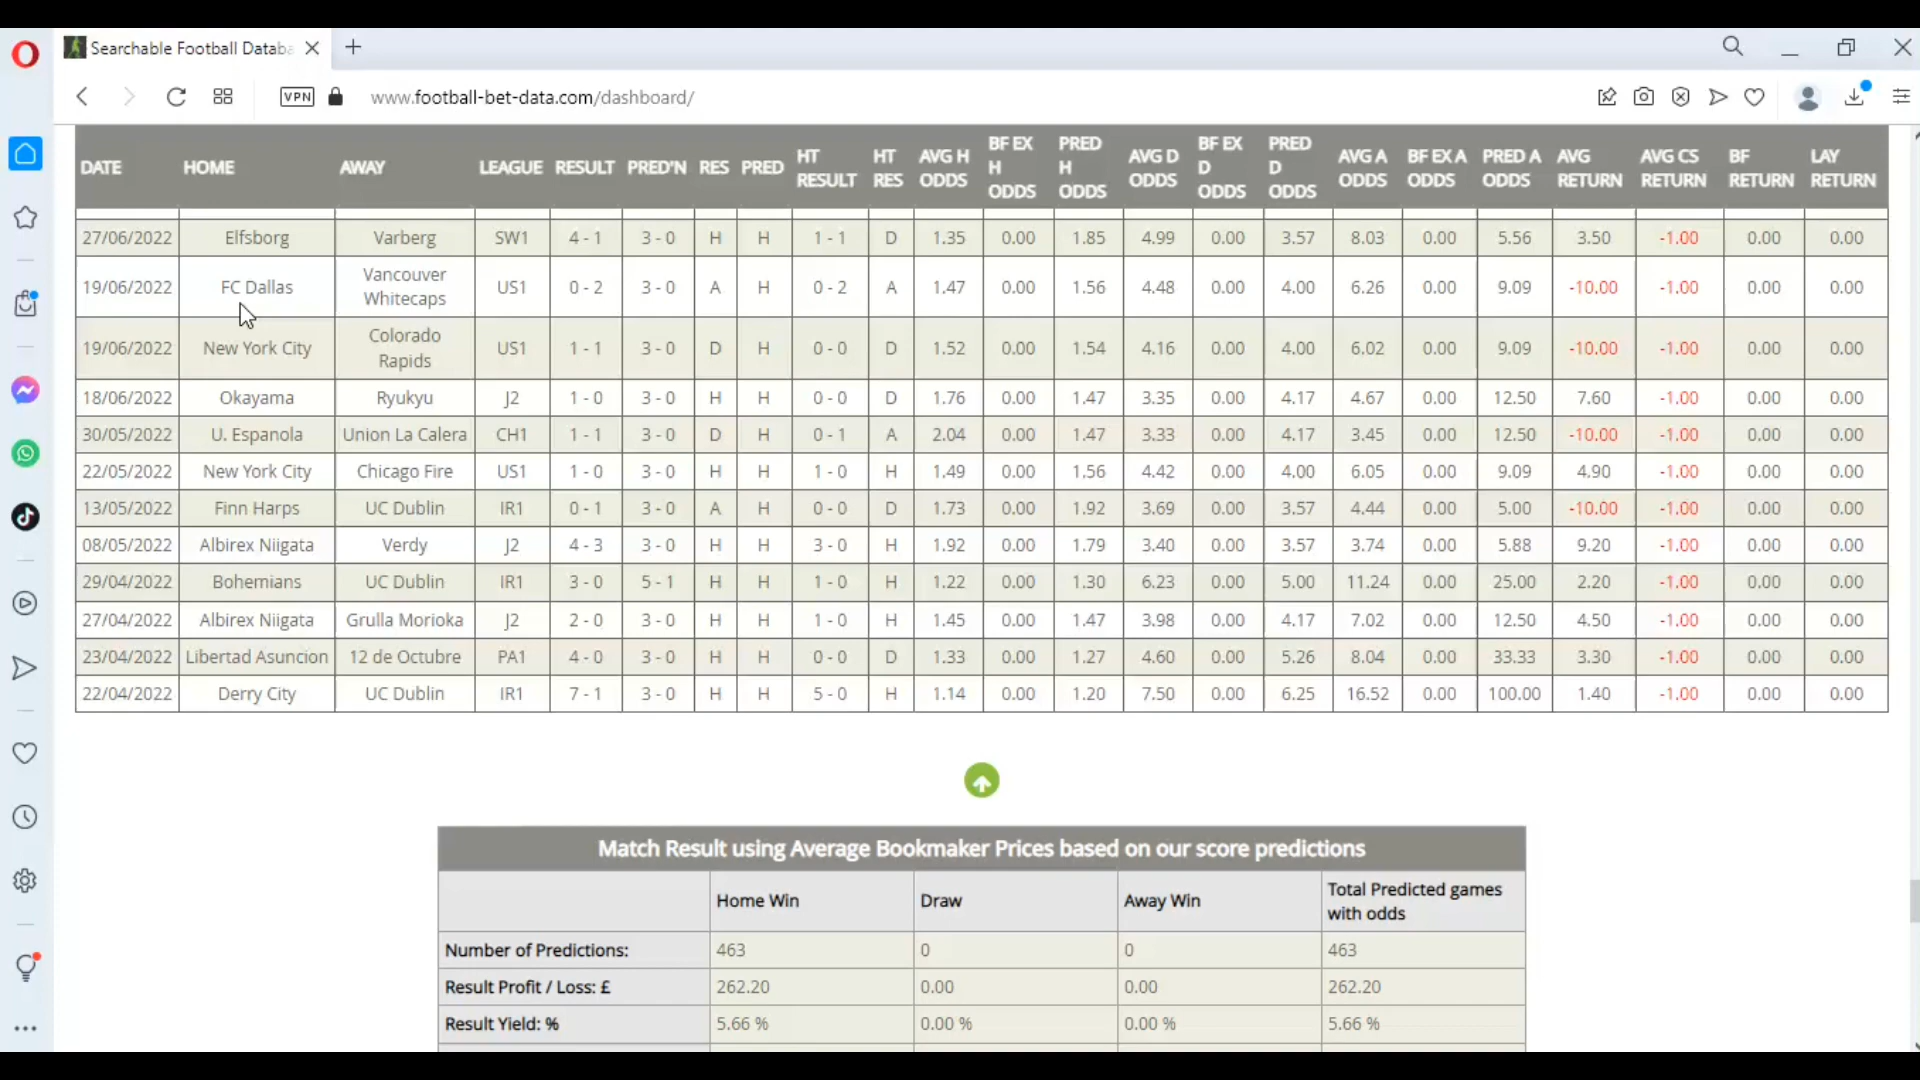 Searchable Football Databa
VPN
www.football-bet-data.com/dashboard/
DATE HOME AWAY LEAGUE RESULT PRED'N RES PRED HT RESULT HT RES AVG H ODDS BF EX H ODDS PRED H ODDS AVG D ODDS BF EX D ODDS PRED D ODDS AVG A ODDS BF EX A ODDS PRED A ODDS AVG RETURN AVG CS RETURN BF RETURN LAY RETURN
27/06/2022 Elfsborg Varberg SW1 4 - 1 3 - 0 H H 1 - 1 D 1.35 0.00 1.85 4.99 0.00 3.57 8.03 0.00 5.56 3.50 -1.00 0.00 0.00
19/06/2022 FC Dallas Vancouver Whitecaps US1 0 - 2 3 - 0 A H 0 - 2 A 1.47 0.00 1.56 4.48 0.00 4.00 6.26 0.00 9.09 -10.00 -1.00 0.00 0.00
19/06/2022 New York City Colorado Rapids US1 1 - 1 3 - 0 D H 0 - 0 D 1.52 0.00 1.54 4.16 0.00 4.00 6.02 0.00 9.09 -10.00 -1.00 0.00 0.00
18/06/2022 Okayama Ryukyu J2 1 - 0 3 - 0 H H 0 - 0 D 1.76 0.00 1.47 3.35 0.00 4.17 4.67 0.00 12.50 7.60 -1.00 0.00 0.00
30/05/2022 U. Espanola Union La Calera CH1 1 - 1 3 - 0 D H 0 - 1 A 2.04 0.00 1.47 3.33 0.00 4.17 3.45 0.00 12.50 -10.00 -1.00 0.00 0.00
22/05/2022 New York City Chicago Fire US1 1 - 0 3 - 0 H H 1 - 0 H 1.49 0.00 1.56 4.42 0.00 4.00 6.05 0.00 9.09 4.90 -1.00 0.00 0.00
13/05/2022 Finn Harps UC Dublin IR1 0 - 1 3 - 0 A H 0 - 0 D 1.73 0.00 1.92 3.69 0.00 3.57 4.44 0.00 5.00 -10.00 -1.00 0.00 0.00
08/05/2022 Albirex Niigata Verdy J2 4 - 3 3 - 0 H H 3 - 0 H 1.92 0.00 1.79 3.40 0.00 3.57 3.74 0.00 5.88 9.20 -1.00 0.00 0.00
29/04/2022 Bohemians UC Dublin IR1 3 - 0 5 - 1 H H 1 - 0 H 1.22 0.00 1.30 6.23 0.00 5.00 11.24 0.00 25.00 2.20 -1.00 0.00 0.00
27/04/2022 Albirex Niigata Grulla Morioka J2 2 - 0 3 - 0 H H 1 - 0 H 1.45 0.00 1.47 3.98 0.00 4.17 7.02 0.00 12.50 4.50 -1.00 0.00 0.00
23/04/2022 Libertad Asuncion 12 de Octubre PA1 4 - 0 3 - 0 H H 0 - 0 D 1.33 0.00 1.27 4.60 0.00 5.26 8.04 0.00 33.33 3.30 -1.00 0.00 0.00
22/04/2022 Derry City UC Dublin IR1 7 - 1 3 - 0 H H 5 - 0 H 1.14 0.00 1.20 7.50 0.00 6.25 16.52 0.00 100.00 1.40 -1.00 0.00 0.00
Match Result using Average Bookmaker Prices based on our score predictions
Home Win Draw Away Win Total Predicted games with odds
Number of Predictions: 463 0 0 463
Result Profit / Loss: £ 262.20 0.00 0.00 262.20
Result Yield: % 5.66 % 0.00 % 0.00 % 5.66 %